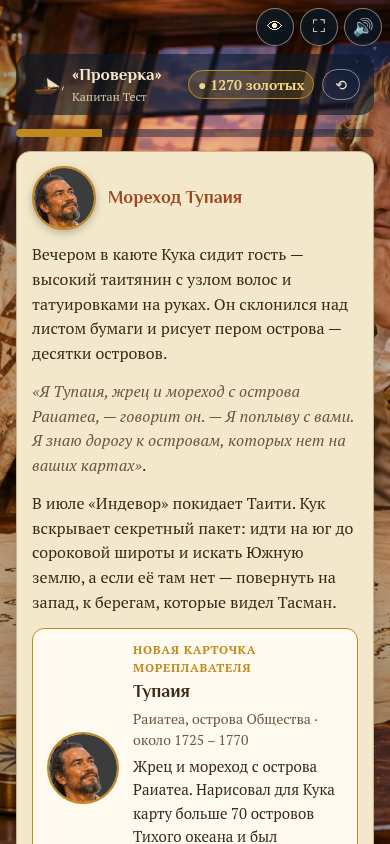 «Проверка»
Капитан Тест
● 1270 золотых
⟲
Мореход Тупаия
Вечером в каюте Кука сидит гость —
высокий таитянин с узлом волос и
татуировками на руках. Он склонился над
листом бумаги и рисует пером острова —
десятки островов.
«Я Тупаия, жрец и мореход с острова
Раиатеа, — говорит он. — Я поплыву с вами.
Я знаю дорогу к островам, которых нет на
ваших картах».
В июле «Индевор» покидает Таити. Кук
вскрывает секретный пакет: идти на юг до
сороковой широты и искать Южную
землю, а если её там нет — повернуть на
запад, к берегам, которые видел Тасман.
НОВАЯ КАРТОЧКА
МОРЕПЛАВАТЕЛЯ
Тупаия
Раиатеа, острова Общества ·
около 1725 – 1770
Жрец и мореход с острова
Раиатеа. Нарисовал для Кука
карту больше 70 островов
Тихого океана и был